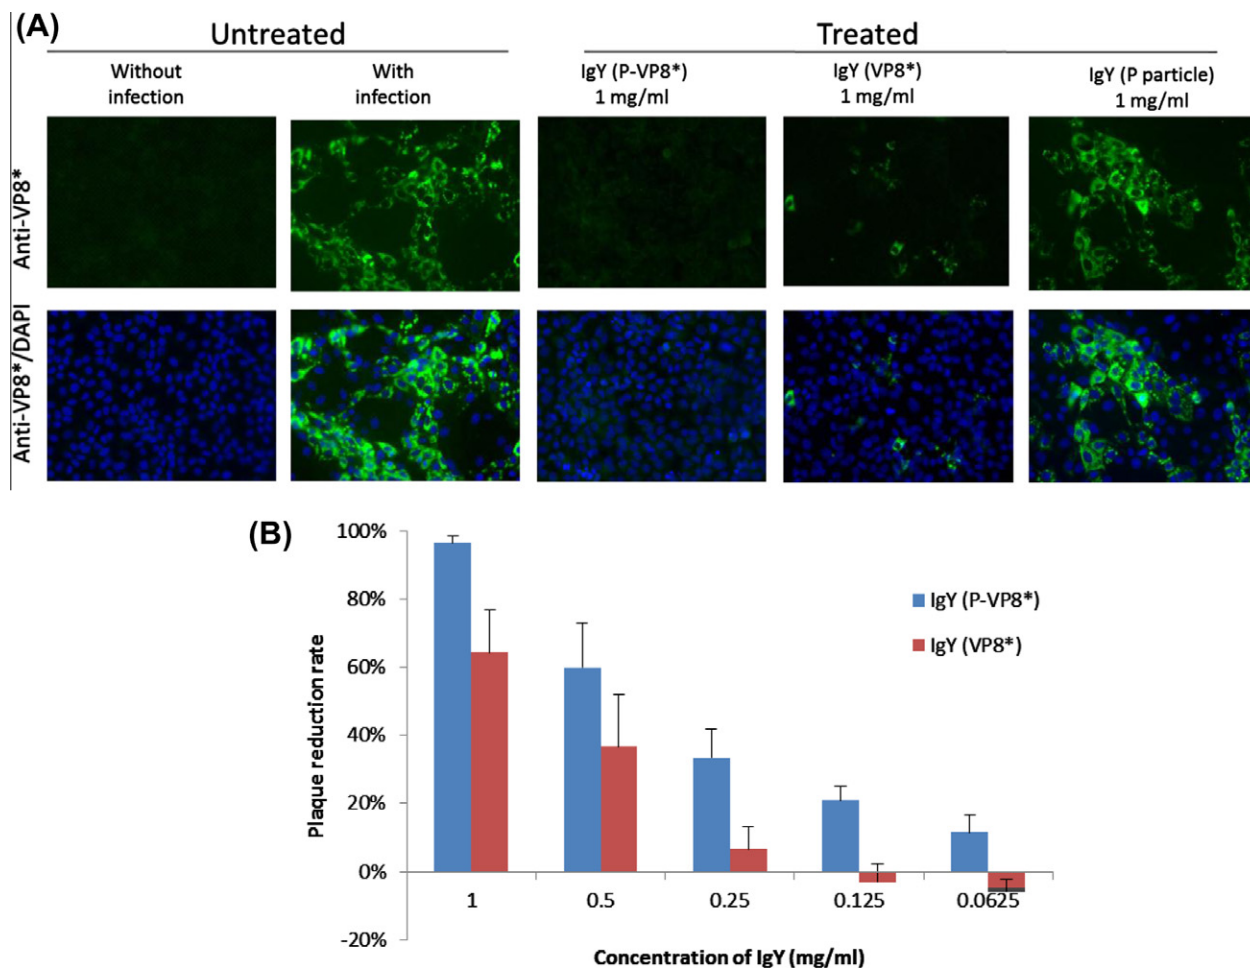 (A)
Untreated
Treated
Without
infection
With
infection
IgY (P-VP8*)
1 mg/ml
IgY (VP8*)
1 mg/ml
IgY (P particle)
1 mg/ml
Anti-VP8*
Anti-VP8*/DAPI
(B)
100%
80%
60%
40%
20%
0%
-20%
Plaque reduction rate
IgY (P-VP8*)
IgY (VP8*)
1
0.5
0.25
0.125
0.0625
Concentration of IgY (mg/ml)